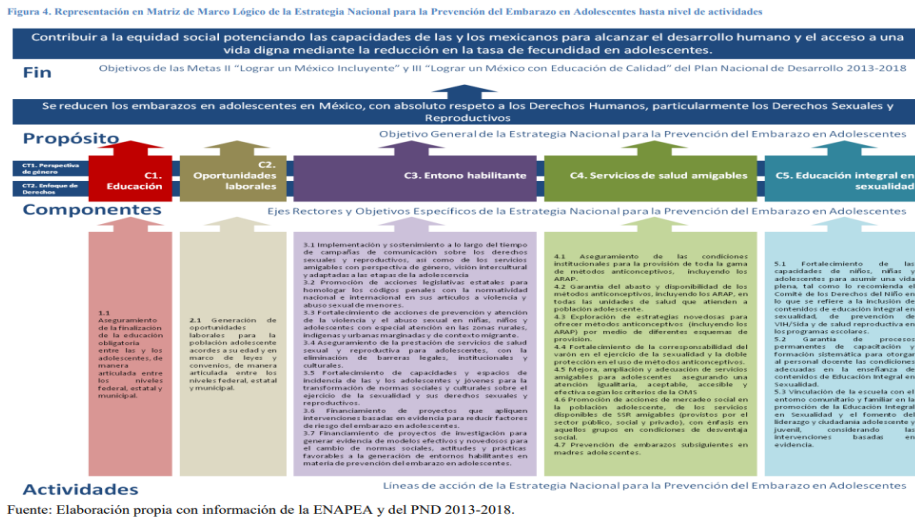 Figura 4. Representación en Matriz de Marco Lógico de la Estrategia Nacional para la Prevención del Embarazo en Adolescentes hasta nivel de actividades
Contribuir a la equidad social potenciando las capacidades de las y los mexicanos para alcanzar el desarrollo humano y el acceso a una
vida digna mediante la reducción en la tasa de fecundidad en adolescentes.
Fin
Objetivos de las Metas II "Lograr un México Incluyente" y III "Lograr un México con Educación de Calidad" del Plan Nacional de Desarrollo 2013-2018
Se reducen los embarazos en adolescentes en México, con absoluto respeto a los Derechos Humanos, particularmente los Derechos Sexuales y
Reproductivos
Propósito
Objetivo General de la Estrategia Nacional para la Prevención del Embarazo en Adolescentes
CT1. Perspectiva
de género
CT2. Enfoque de
Derechos
C1.
Educación
C2.
Oportunidades
laborales
C3. Entono habilitante
C4. Servicios de salud amigables
C5. Educación integral en
sexualidad
Componentes
Ejes Rectores y Objetivos Específicos de la Estrategia Nacional para la Prevención del Embarazo en Adolescentes
1.1
Aseguramiento
de la finalización
de la educación
obligatoria
entre las y los
adolescentes, de
manera
articulada entre
los niveles
federal, estatal y
municipal.
2.1 Generación de
oportunidades
laborales para la
población adolescente
acordes a su edad y en
marco de leyes y
convenios, de manera
articulada entre los
niveles federal, estatal
y municipal.
3.1 Implementación y sostenimiento a lo largo del tiempo
de campañas de comunicación sobre los derechos
sexuales y reproductivos, así como de los servicios
amigables con perspectiva de género, visión intercultural
y adaptadas a las etapas de la adolescencia
3.2 Promoción de acciones legislativas estatales para
homologar los códigos penales con la normatividad
nacional e internacional en sus artículos a violencia y
abuso sexual de menores.
3.3 Fortalecimiento de acciones de prevención y atención
de la violencia y el abuso sexual en niñas, niños y
adolescentes con especial atención en las zonas rurales,
indígenas y urbanas marginadas y de contexto migrante.
3.4 Aseguramiento de la prestación de servicios de salud
sexual y reproductiva para adolescentes, con la
eliminación de barreras legales, institucionales y
culturales.
3.5 Fortalecimiento de capacidades y espacios de
incidencia de las y los adolescentes y jóvenes para la
transformación de normas sociales y culturales sobre el
ejercicio de la sexualidad y sus derechos sexuales y
reproductivos.
3.6 Financiamiento de proyectos que apliquen
intervenciones basadas en evidencia para reducir factores
de riesgo del embarazo en adolescentes.
3.7 Financiamiento de proyectos de investigación para
generar evidencia de modelos efectivos y novedosos para
el cambio de normas sociales, actitudes y prácticas
favorables a la generación de entornos habilitantes en
materia de prevención del embarazo en adolescentes.
4.1 Aseguramiento de las condiciones
institucionales para la provisión de toda la gama
de métodos anticonceptivos, incluyendo los
ARAP.
4.2 Garantía del abasto y disponibilidad de los
métodos anticonceptivos, incluyendo los ARAP, en
todas las unidades de salud que atienden a
población adolescente.
4.3 Exploración de estrategias novedosas para
ofrecer métodos anticonceptivos (incluyendo los
ARAP) por medio de diferentes esquemas de
provisión.
4.4 Fortalecimiento de la corresponsabilidad del
varón en el ejercicio de la sexualidad y la doble
protección en el uso de métodos anticonceptivos.
4.5 Mejora, ampliación y adecuación de servicios
amigables para adolescentes asegurando una
atención igualitaria, aceptable, accesible y
efectiva según los criterios de la OMS
4.6 Promoción de acciones de mercadeo social en
la población adolescente, de los servicios
disponibles de SSR amigables (provistos por el
sector público, social y privado), con énfasis en
aquellos grupos en condiciones de desventaja
social.
4.7 Prevención de embarazos subsiguientes en
madres adolescentes.
5.1 Fortalecimiento de las
capacidades de niños, niñas y
adolescentes para asumir una vida
plena, tal como lo recomienda el
Comité de los Derechos del Niño en
lo que se refiere a la inclusión de
contenidos de educación integral en
sexualidad, de prevención de
VIH/Sida y de salud reproductiva en
los programas escolares.
5.2 Garantía de procesos
permanentes de capacitación y
formación sistemática para otorgar
al personal docente las condiciones
adecuadas en la enseñanza de
contenidos de Educación Integral en
Sexualidad.
5.3 Vinculación de la escuela con el
entorno comunitario y familiar en la
promoción de la Educación Integral
en Sexualidad y el fomento del
liderazgo y ciudadanía adolescente y
juvenil, considerando las
intervenciones basadas en
evidencia.
Actividades
Líneas de acción de la Estrategia Nacional para la Prevención del Embarazo en Adolescentes
Fuente: Elaboración propia con información de la ENAPEA y del PND 2013-2018.